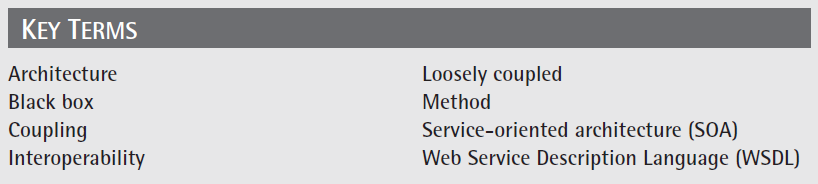 KEY TERMS
Architecture
Black box
Coupling
Interoperability
Loosely coupled
Method
Service-oriented architecture (SOA)
Web Service Description Language (WSDL)